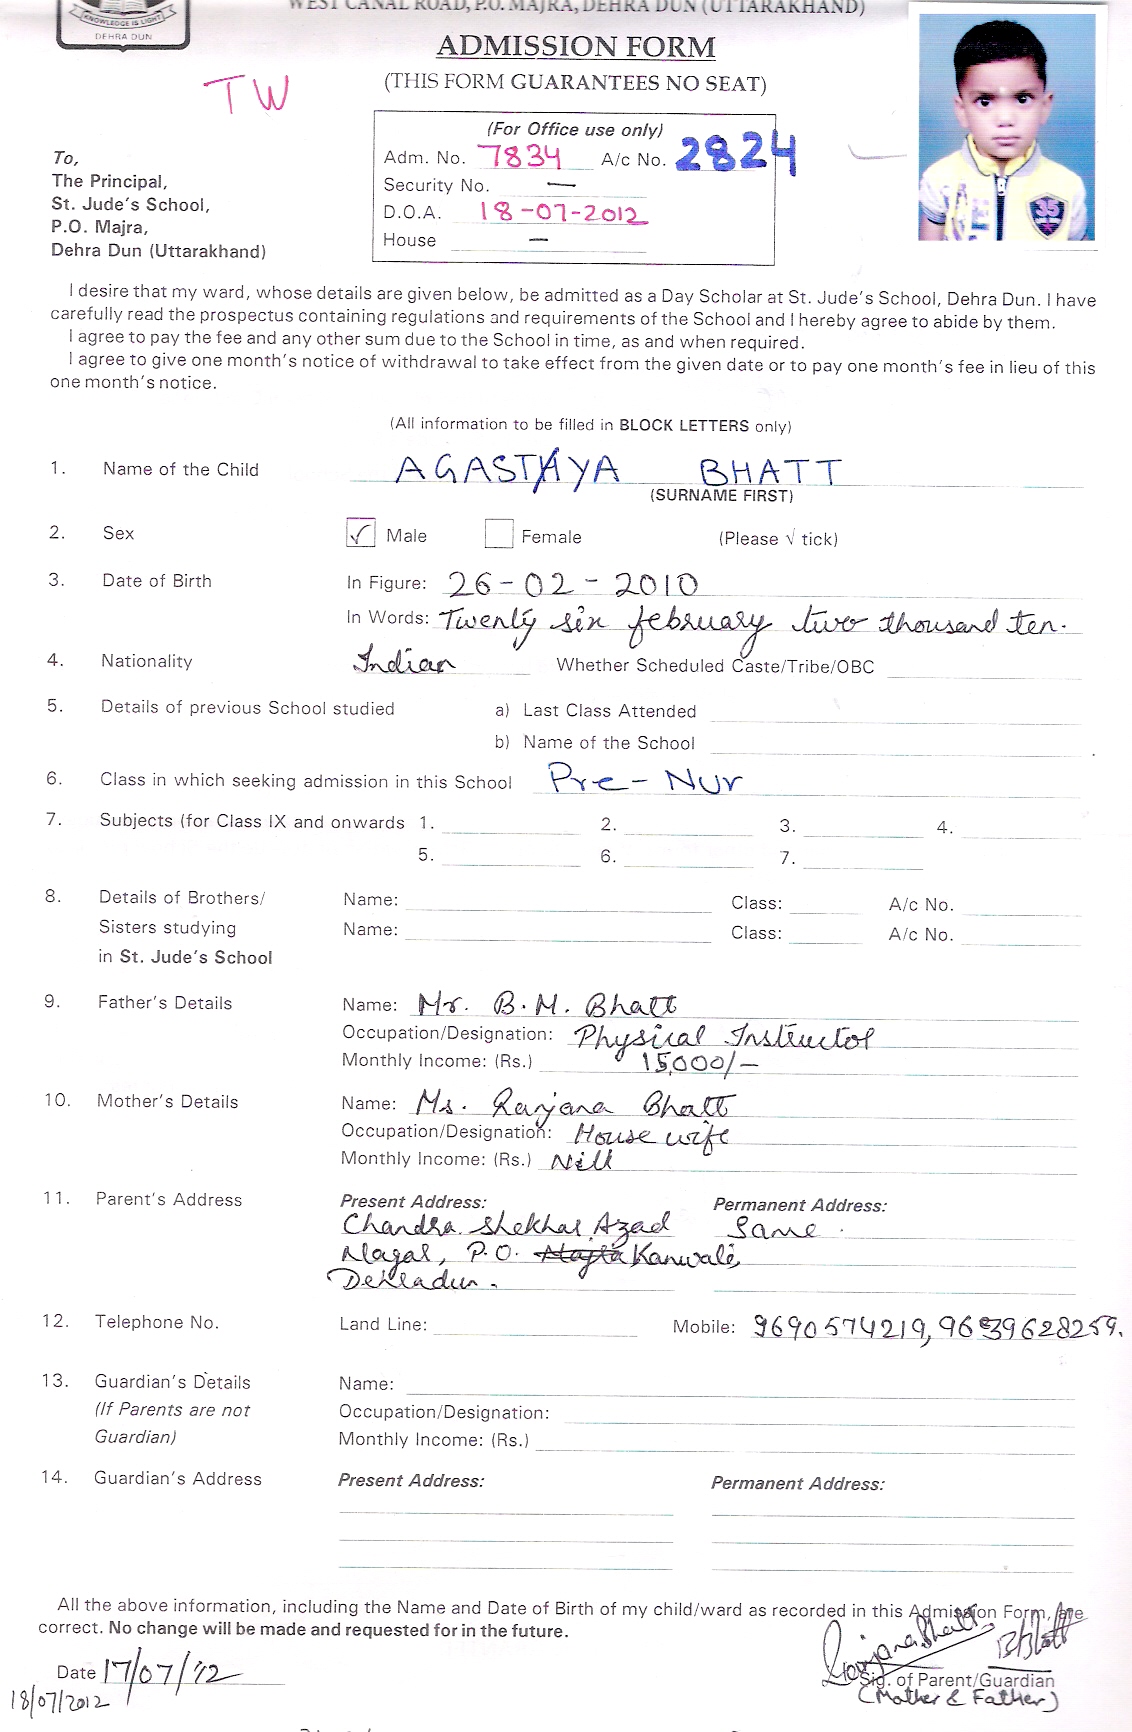 WEST CANAL ROAD, P.O. MAJRA, DEHRA DUN (UTTARAKHAND)
KNOWLEDGE IS LIGHT
DEHRA DUN
ADMISSION FORM
(THIS FORM GUARANTEES NO SEAT)
TW
(For Office use only)
Adm. No. 7834 A/c No. 2824
Security No. —
D.O.A. 18-07-2012
House —
35
To,
The Principal,
St. Jude's School,
P.O. Majra,
Dehra Dun (Uttarakhand)
I desire that my ward, whose details are given below, be admitted as a Day Scholar at St. Jude's School, Dehra Dun. I have
carefully read the prospectus containing regulations and requirements of the School and I hereby agree to abide by them.
I agree to pay the fee and any other sum due to the School in time, as and when required.
I agree to give one month's notice of withdrawal to take effect from the given date or to pay one month's fee in lieu of this
one month's notice.
(All information to be filled in BLOCK LETTERS only)
1. Name of the Child AGASTYA BHATT
(SURNAME FIRST)
2. Sex ✓ Male Female (Please √ tick)
3. Date of Birth In Figure: 26-02-2010
In Words: Twenty six february two thousand ten.
4. Nationality Indian Whether Scheduled Caste/Tribe/OBC
5. Details of previous School studied a) Last Class Attended
b) Name of the School
6. Class in which seeking admission in this School Pre-Nur
7. Subjects (for Class IX and onwards 1. 2. 3. 4.
5. 6. 7.
8. Details of Brothers/ Name: Class: A/c No.
Sisters studying Name: Class: A/c No.
in St. Jude's School
9. Father's Details Name: Mr. B.M. Bhatt
Occupation/Designation: Physical Instructor
Monthly Income: (Rs.) 15,000/-
10. Mother's Details Name: Ms. Ranjana Bhatt
Occupation/Designation: House wife
Monthly Income: (Rs.) Nill
11. Parent's Address Present Address: Permanent Address:
Chandra Shekhar Azad Same.
Nagar, P.O. Kanwali,
Dehradun.
12. Telephone No. Land Line: Mobile: 9690574219, 9639628259.
13. Guardian's Details Name:
(If Parents are not Occupation/Designation:
Guardian) Monthly Income: (Rs.)
14. Guardian's Address Present Address: Permanent Address:
All the above information, including the Name and Date of Birth of my child/ward as recorded in this Admission Form, are
correct. No change will be made and requested for in the future.
Ranjana Bhatt BBhatt
Date 17/07/12 Sig. of Parent/Guardian
18/07/2012 (Mother & Father)